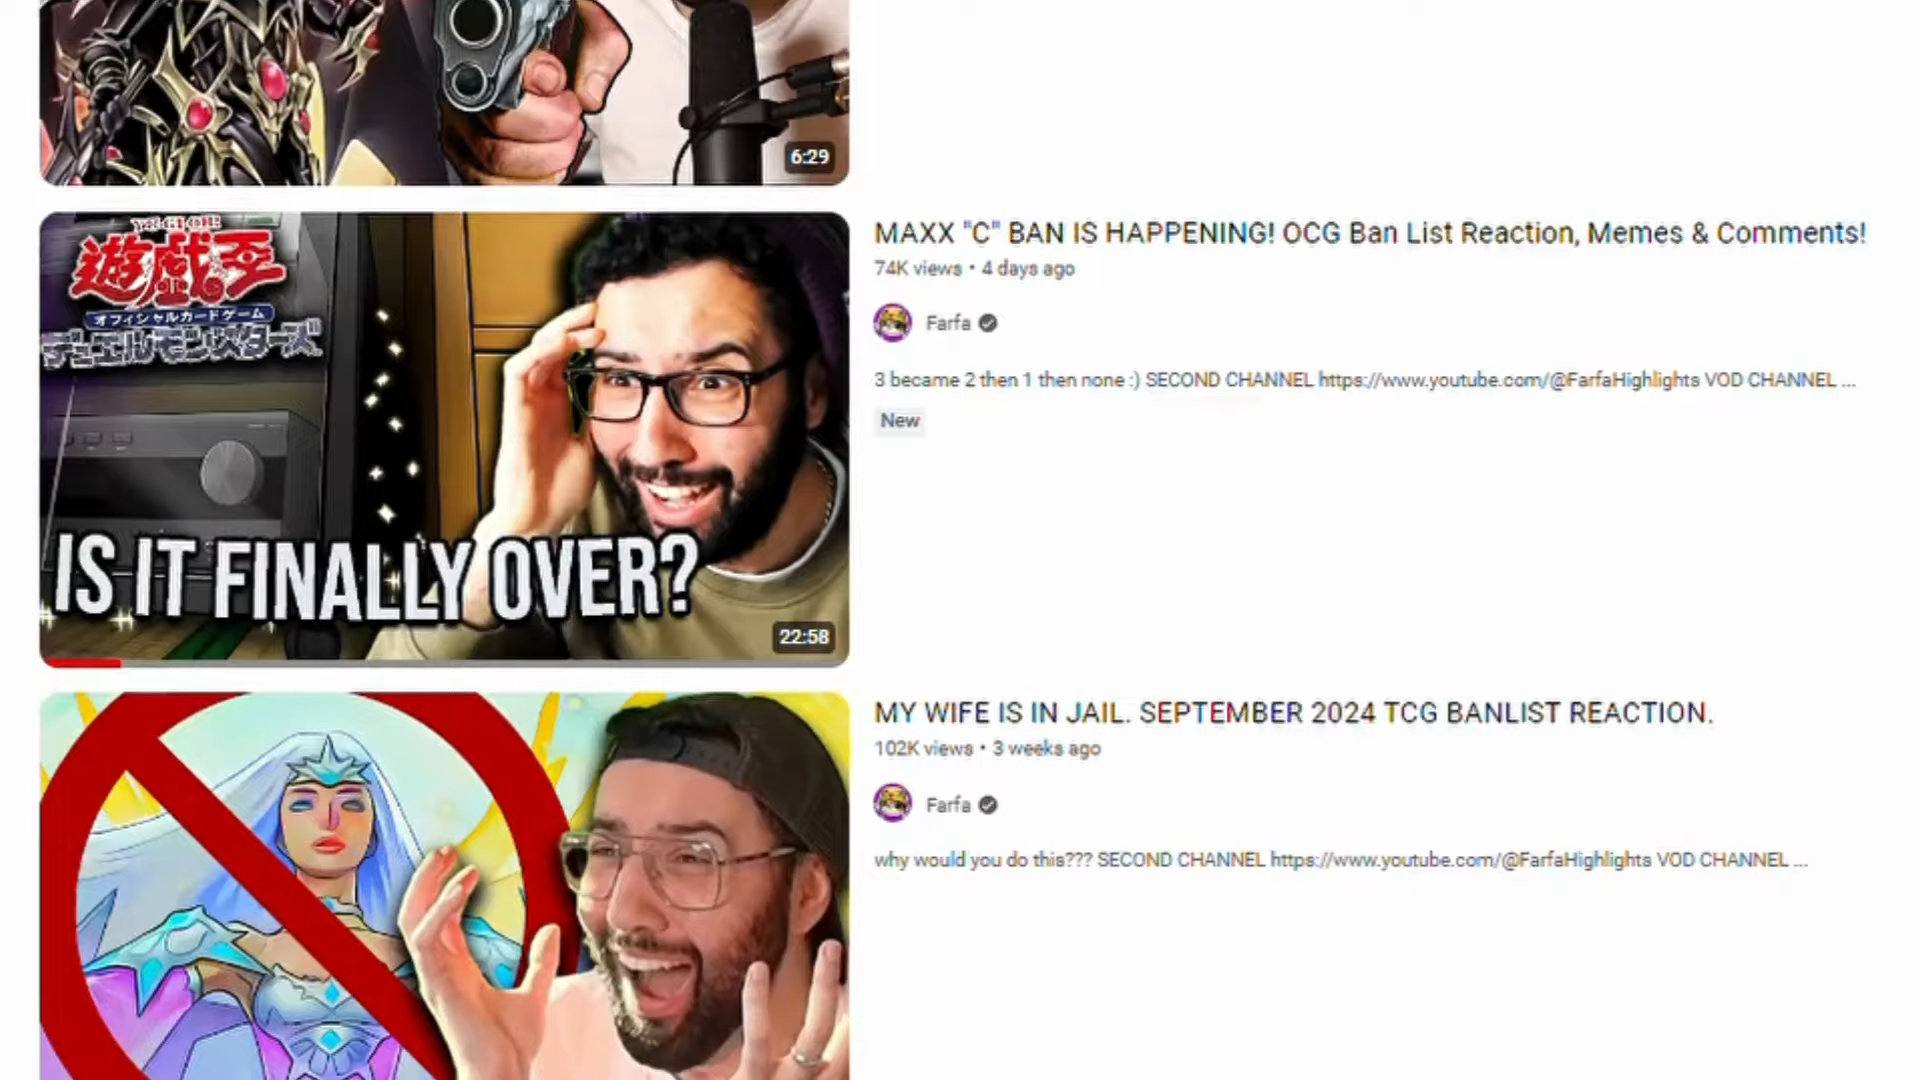 6:29
遊戯王
オフィシャルカードゲーム
デュエルモンスターズ
IS IT FINALLY OVER?
22:58
MAXX "C" BAN IS HAPPENING! OCG Ban List Reaction, Memes & Comments!
74K views • 4 days ago
Farfa
3 became 2 then 1 then none :) SECOND CHANNEL https://www.youtube.com/@FarfaHighlights VOD CHANNEL ...
New
MY WIFE IS IN JAIL. SEPTEMBER 2024 TCG BANLIST REACTION.
102K views • 3 weeks ago
Farfa
why would you do this??? SECOND CHANNEL https://www.youtube.com/@FarfaHighlights VOD CHANNEL ...